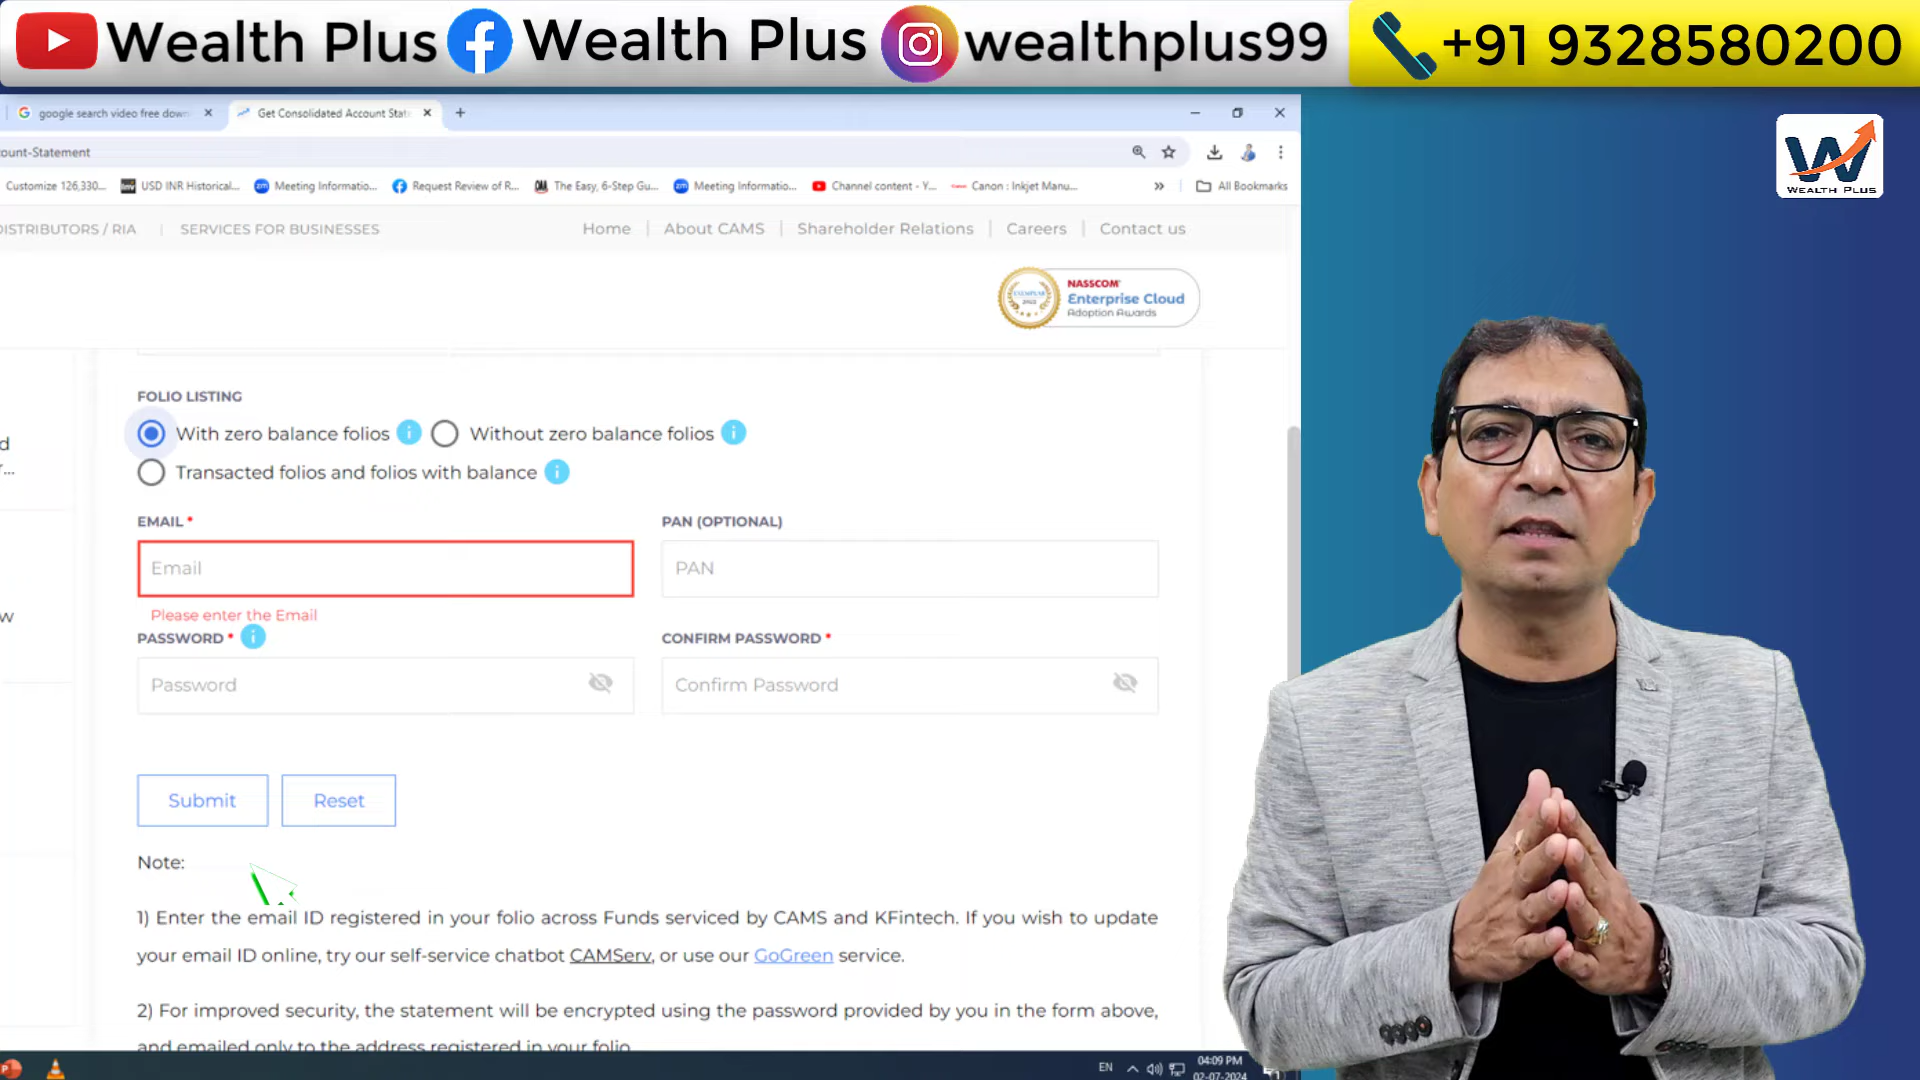 Wealth Plus Wealth Plus wealthplus99 +91 9328580200
google search video free down
Get Consolidated Account State
ount-Statement
Customize 126,330... USD INR Historical... Meeting Informatio... Request Review of R... The Easy, 6-Step Gu... Meeting Informatio... Channel content - Y... Canon : Inkjet Manu... » All Bookmarks
WEALTH PLUS
DISTRIBUTORS / RIA | SERVICES FOR BUSINESSES
Home | About CAMS | Shareholder Relations | Careers | Contact us
EXEMPLAR
2022
NASSCOM
Enterprise Cloud
Adoption Awards
FOLIO LISTING
With zero balance folios
Without zero balance folios
Transacted folios and folios with balance
d
r...
w
EMAIL *
PAN (OPTIONAL)
Email
PAN
Please enter the Email
PASSWORD *
CONFIRM PASSWORD *
Password
Confirm Password
Submit
Reset
Note:
1) Enter the email ID registered in your folio across Funds serviced by CAMS and KFintech. If you wish to update
your email ID online, try our self-service chatbot CAMServ, or use our GoGreen service.
2) For improved security, the statement will be encrypted using the password provided by you in the form above,
and emailed only to the address registered in your folio.
EN
04:09 PM
02-07-2024